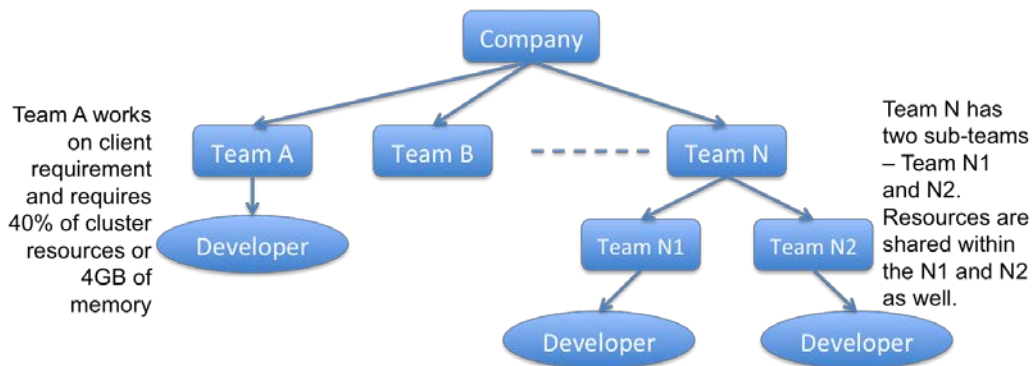 Company
Team A works
on client
requirement
and requires
40% of cluster
resources or
4GB of
memory
Team A
Team B
Team N
Team N has
two sub-teams
– Team N1
and N2.
Resources are
shared within
the N1 and N2
as well.
Developer
Team N1
Team N2
Developer
Developer